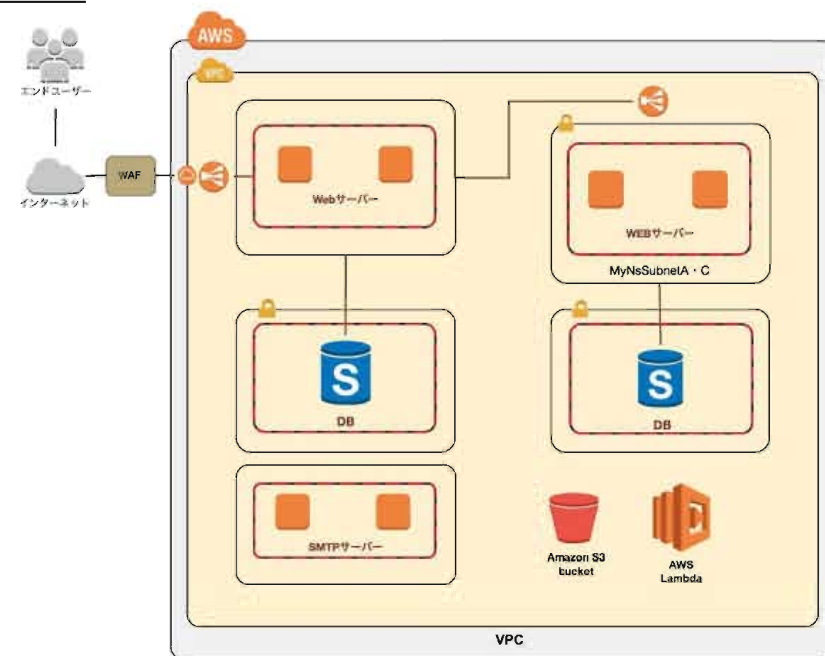 AWS
VPC
エンドユーザー
インターネット
WAF
Webサーバー
WEBサーバー
MyNsSubnetA・C
S
DB
S
DB
SMTPサーバー
Amazon S3
bucket
AWS
Lambda
VPC